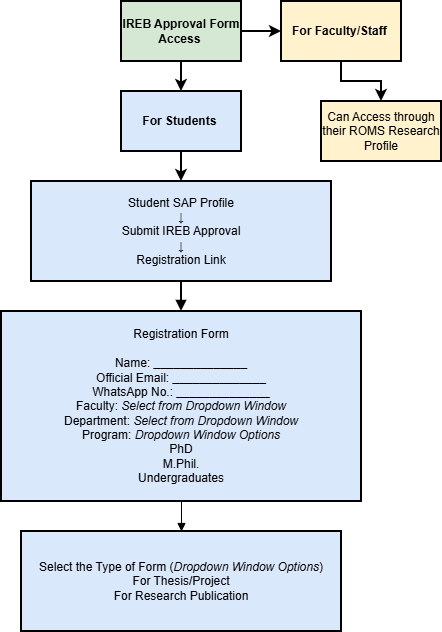 IREB Approval Form
Access
For Faculty/Staff
Can Access through
their ROMS Research
Profile
For Students
Student SAP Profile
↓
Submit IREB Approval
↓
Registration Link
Registration Form
Name: ______________
Official Email: ______________
WhatsApp No.: ______________
Faculty: Select from Dropdown Window
Department: Select from Dropdown Window
Program: Dropdown Window Options
PhD
M.Phil.
Undergraduates
Select the Type of Form (Dropdown Window Options)
For Thesis/Project
For Research Publication